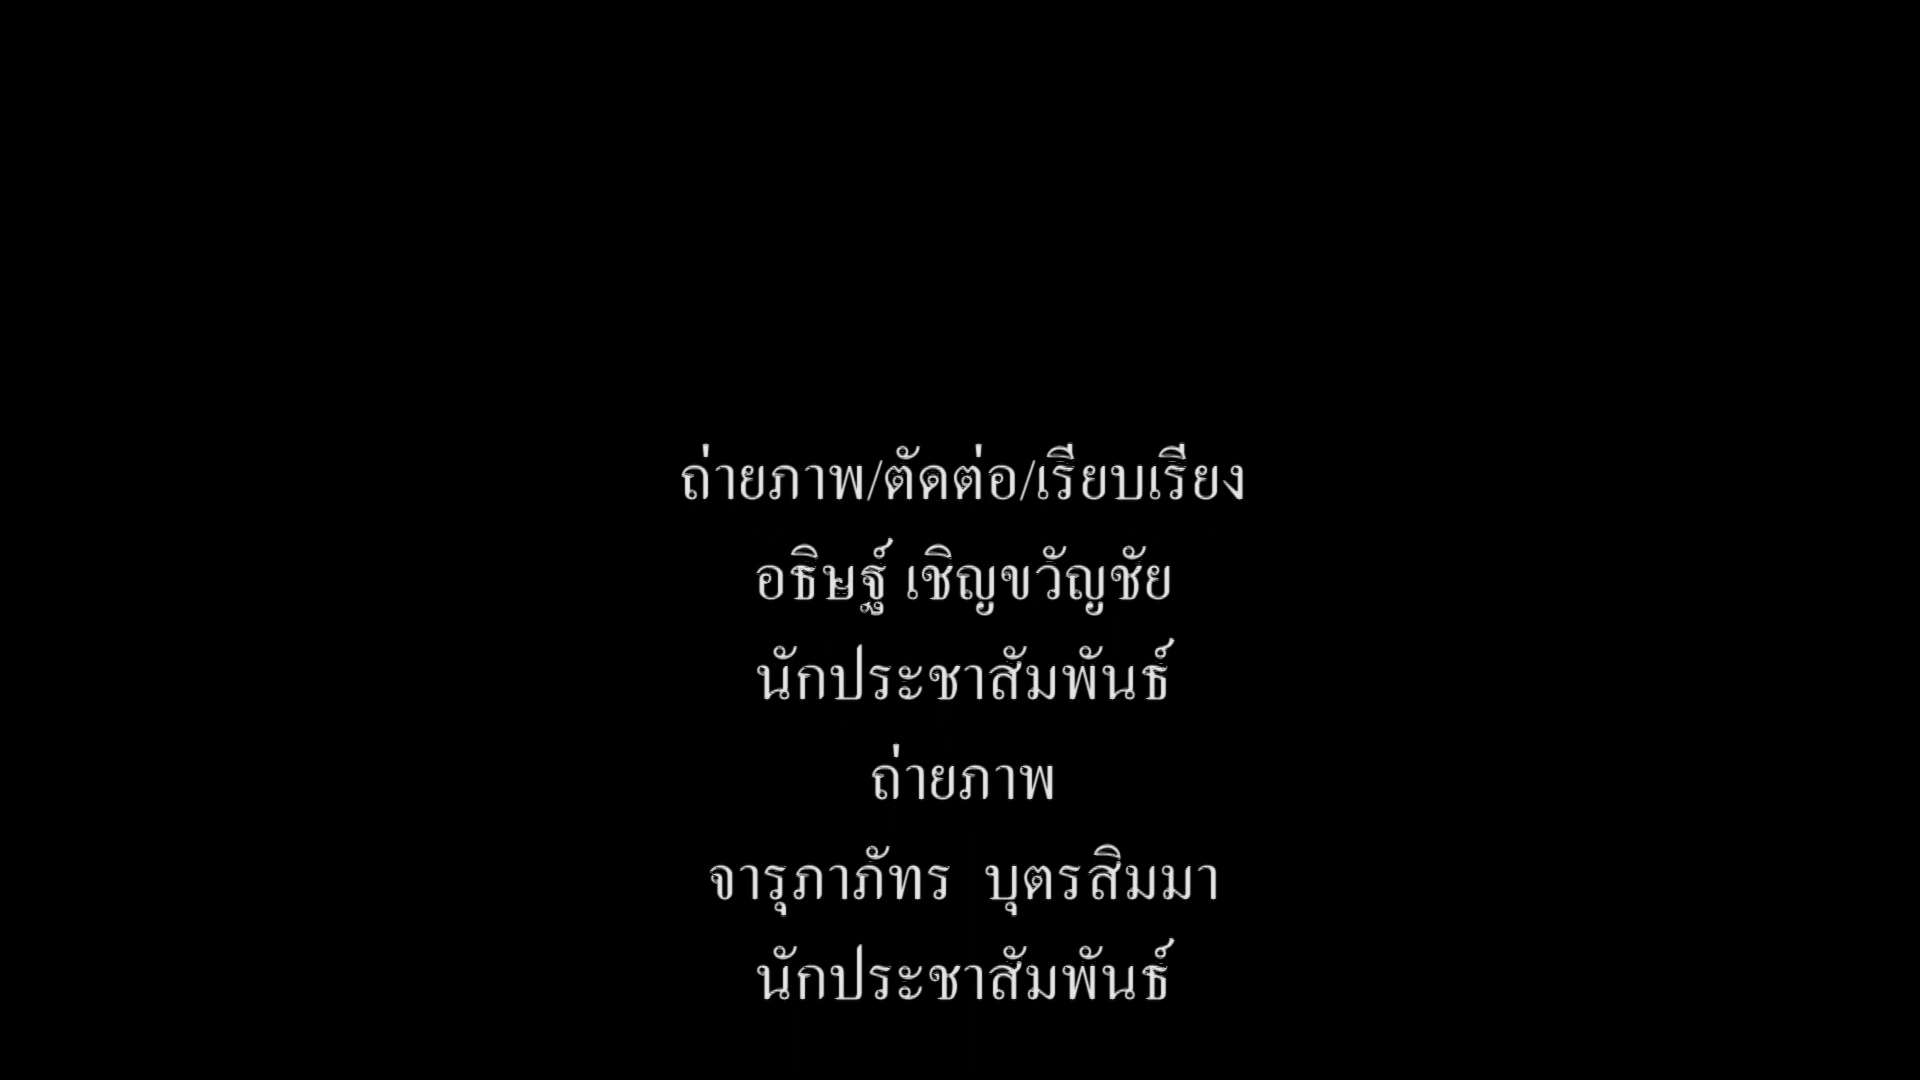 ถ่ายภาพ/ตัดต่อ/เรียบเรียง
อธิษฐ์ เชิญขวัญชัย
นักประชาสัมพันธ์
ถ่ายภาพ
จารุภาภัทร  บุตรสิมมา
นักประชาสัมพันธ์